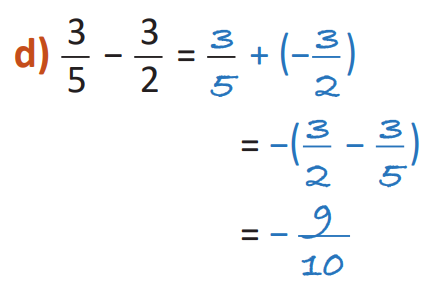 d) 3/5 − 3/2 = 3/5 + (−3/2)
= −(3/2 − 3/5)
= −9/10